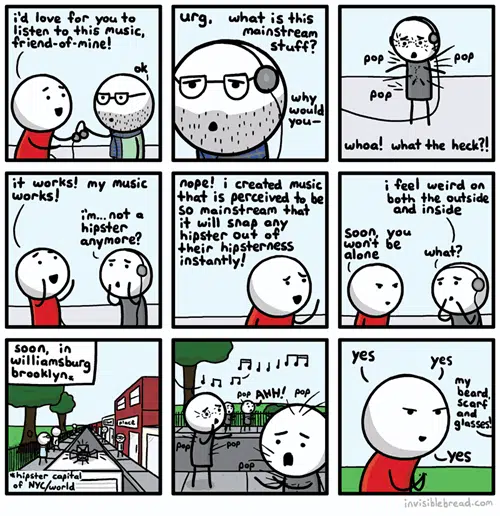 i'd love for you to
listen to this music,
friend-of-mine!
ok
urg. what is this
mainstream
stuff?
why
would
you—
pop
pop
pop
whoa! what the heck?!
it works! my music
works!
i'm... not a
hipster
anymore?
nope! i created music
that is perceived to be
so mainstream that
it will snap any
hipster out of
their hipsterness
instantly!
i feel weird on
both the outside
and inside
soon, you
won't be
alone
what?
soon, in
williamsburg
brooklyn*
place
*hipster capital
of NYC/world
pop AHH! pop
pop
pop
pop
yes
yes
my
beard,
scarf
and
glasses!
yes
invisiblebread.com